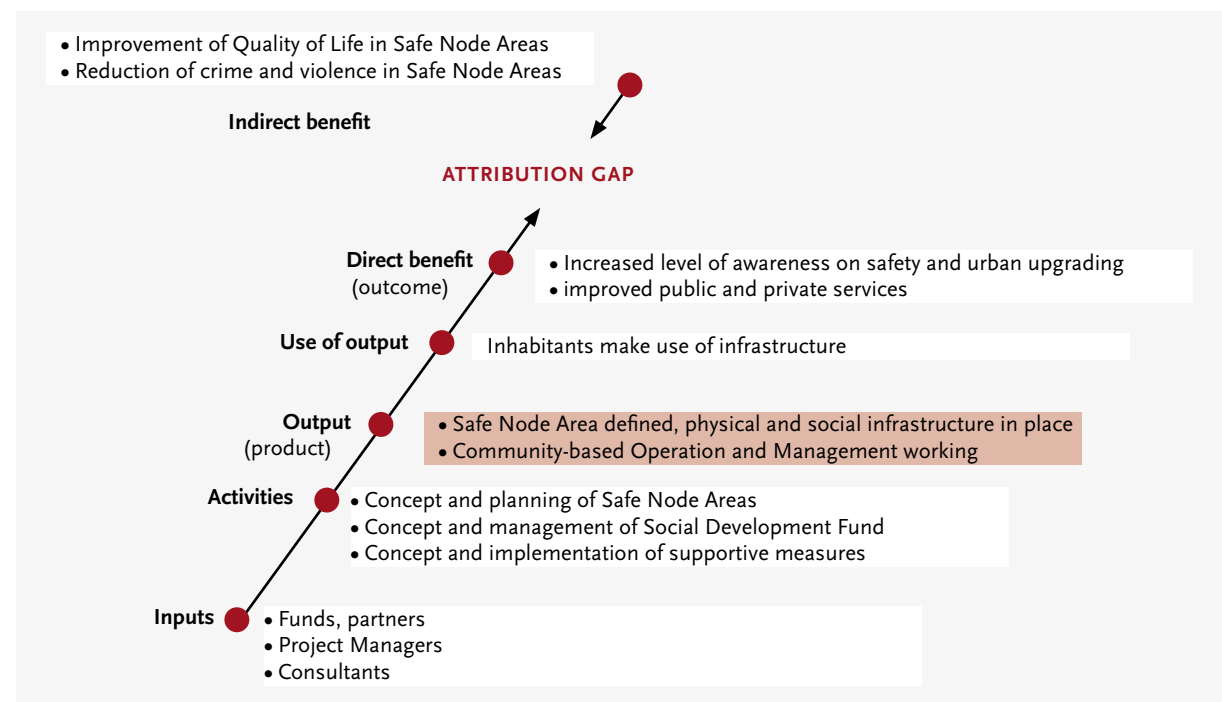 • Improvement of Quality of Life in Safe Node Areas
• Reduction of crime and violence in Safe Node Areas
Indirect benefit
ATTRIBUTION GAP
Direct benefit
(outcome)
• Increased level of awareness on safety and urban upgrading
• improved public and private services
Use of output
Inhabitants make use of infrastructure
Output
(product)
• Safe Node Area defined, physical and social infrastructure in place
• Community-based Operation and Management working
Activities
• Concept and planning of Safe Node Areas
• Concept and management of Social Development Fund
• Concept and implementation of supportive measures
Inputs
• Funds, partners
• Project Managers
• Consultants